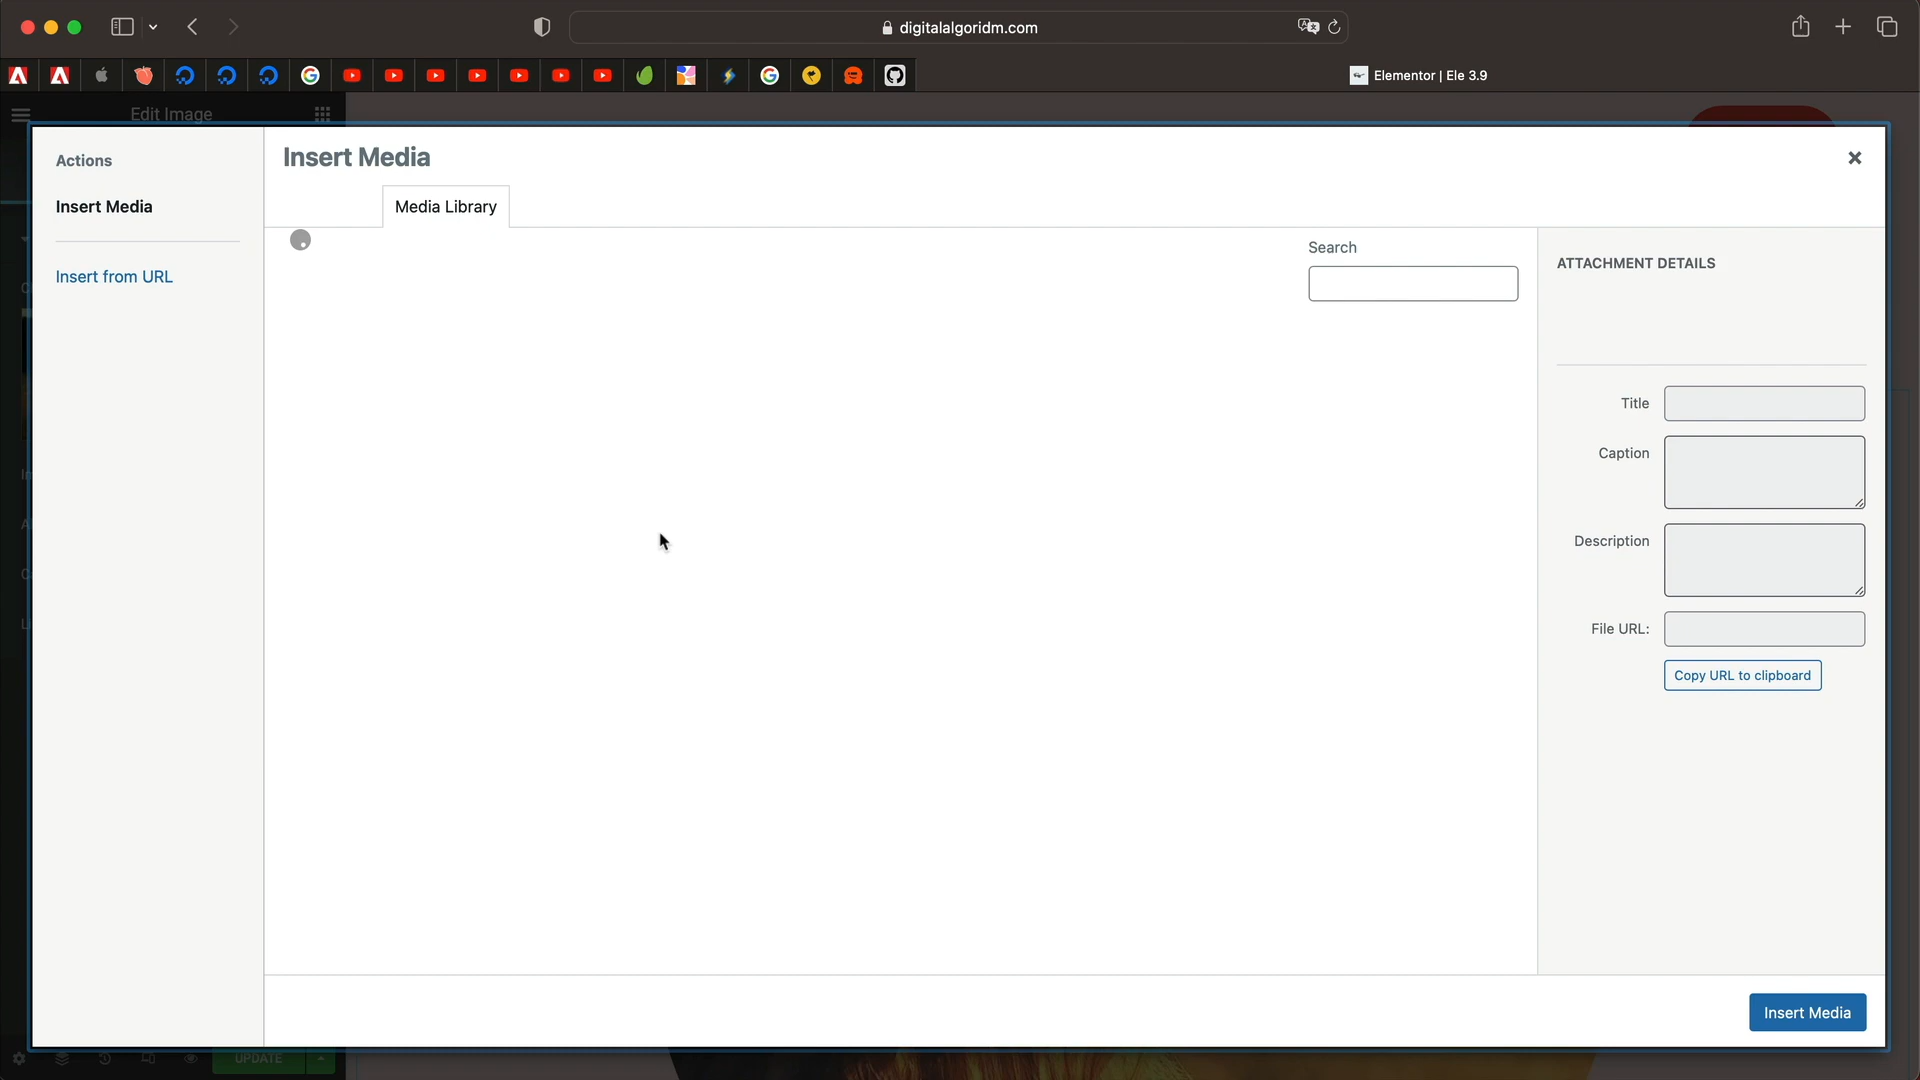 digitalalgoridm.com
Elementor | Ele 3.9
Edit Image
Actions
Insert Media
Insert from URL
Insert Media
Media Library
Search
ATTACHMENT DETAILS
Title
Caption
Description
File URL:
Copy URL to clipboard
Insert Media
UPDATE